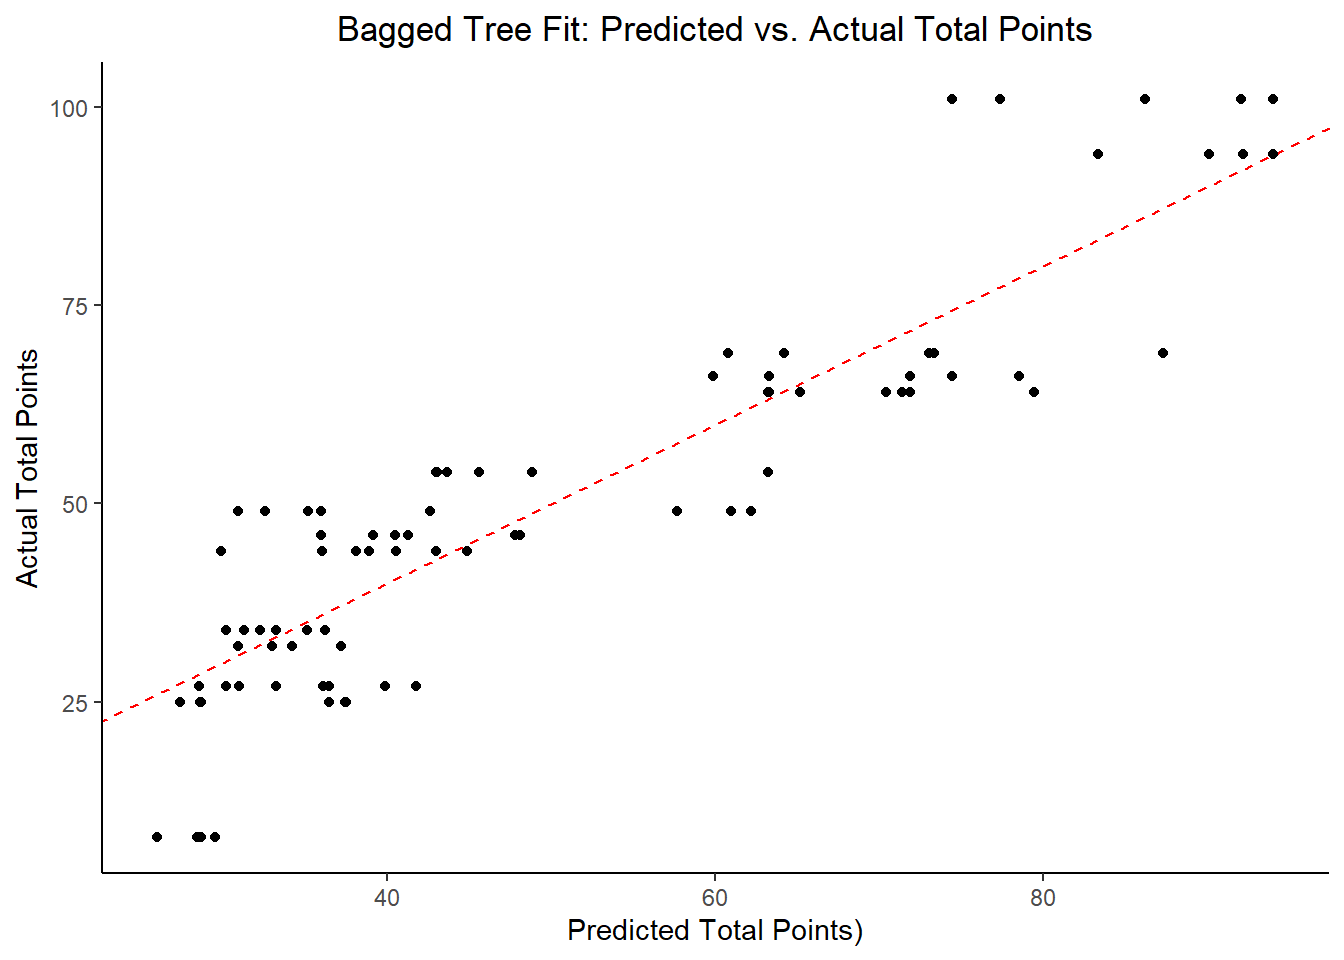 Bagged Tree Fit: Predicted vs. Actual Total Points
100
75
50
25
Actual Total Points
40 60 80
Predicted Total Points)